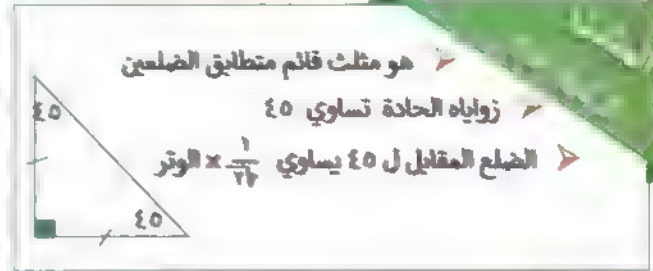 هو مثلث قائم متطابق الضلعين
زواياه الحادة تساوي ٤٥
الضلع المقابل ل ٤٥ يساوي ١/√٢ × الوتر
٤٥
٤٥